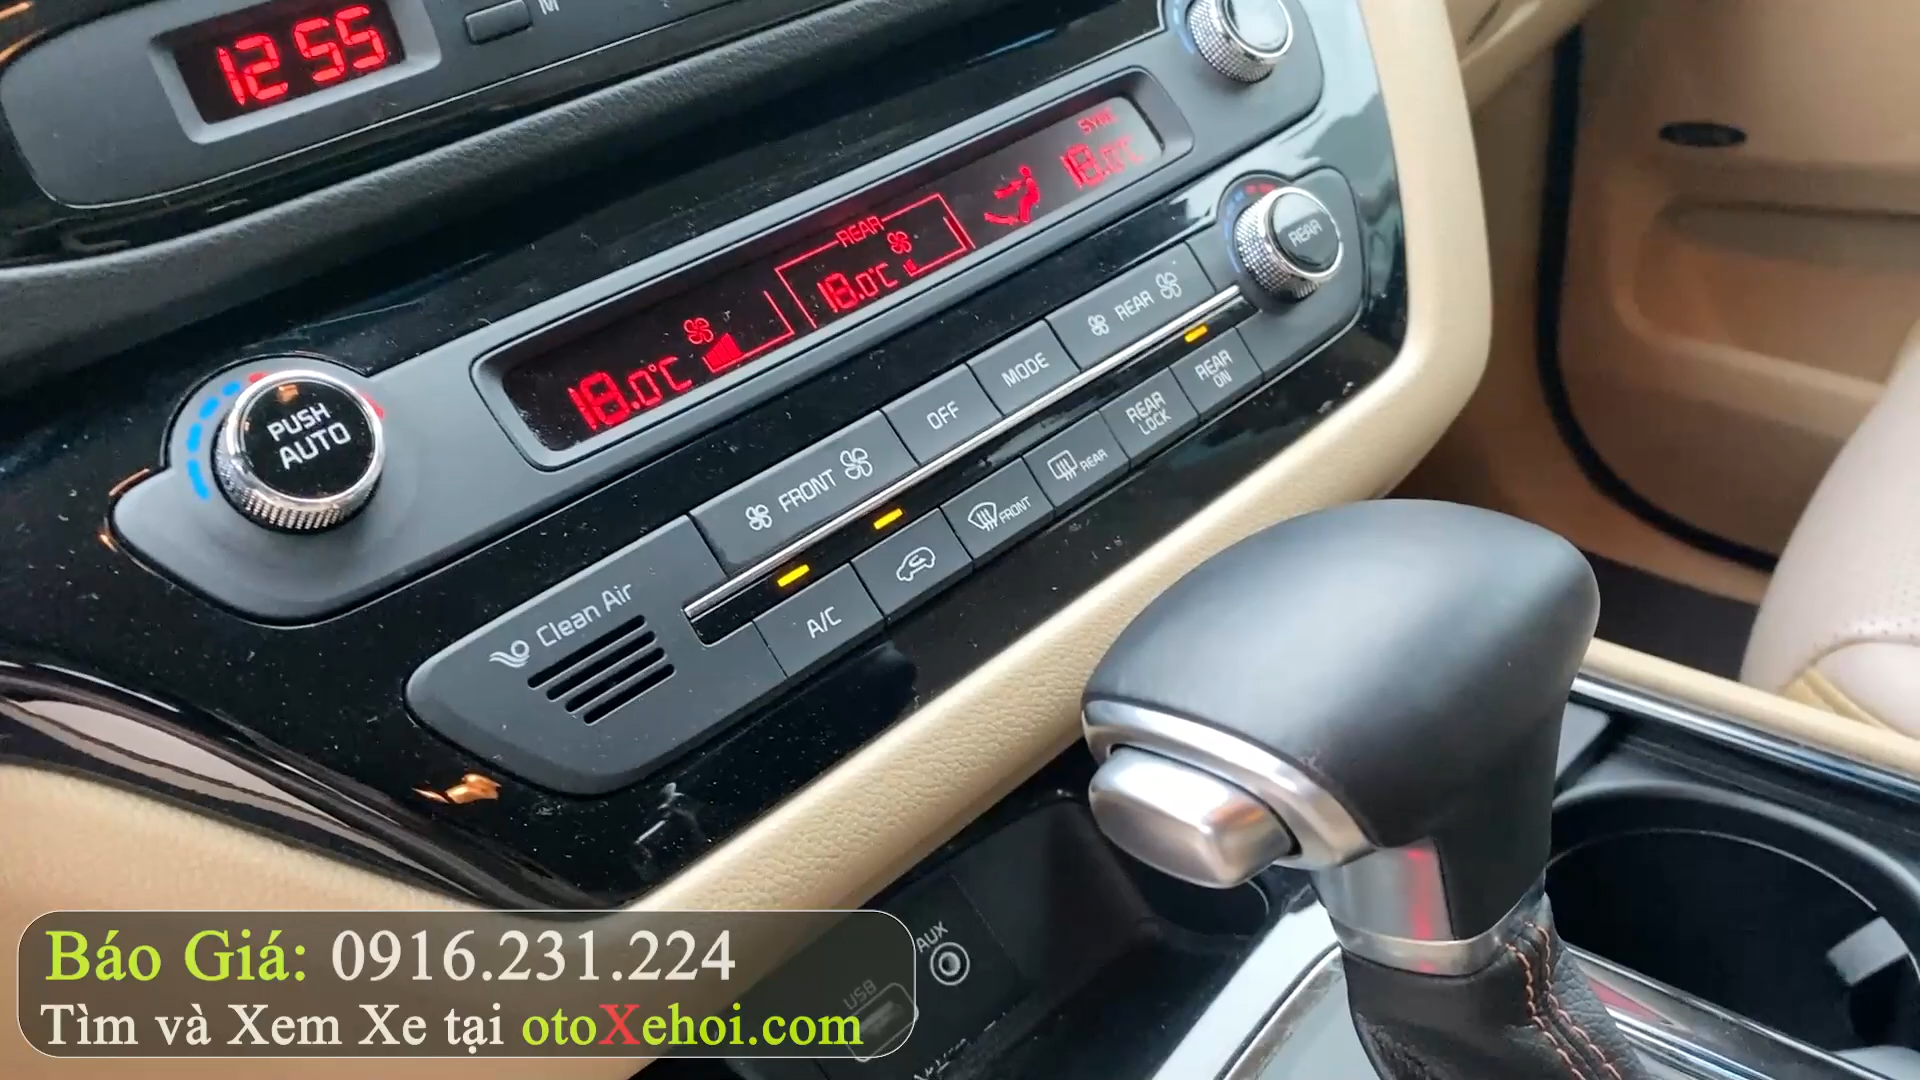 12 55
SYNC
18.0°C
REAR
18.0°C
18.0°C
REAR
PUSH
AUTO
FRONT
OFF
MODE
REAR
Clean Air
A/C
FRONT
REAR
REAR
LOCK
REAR
ON
AUX
USB
Báo Giá: 0916.231.224
Tìm và Xem Xe tại otoXehoi.com